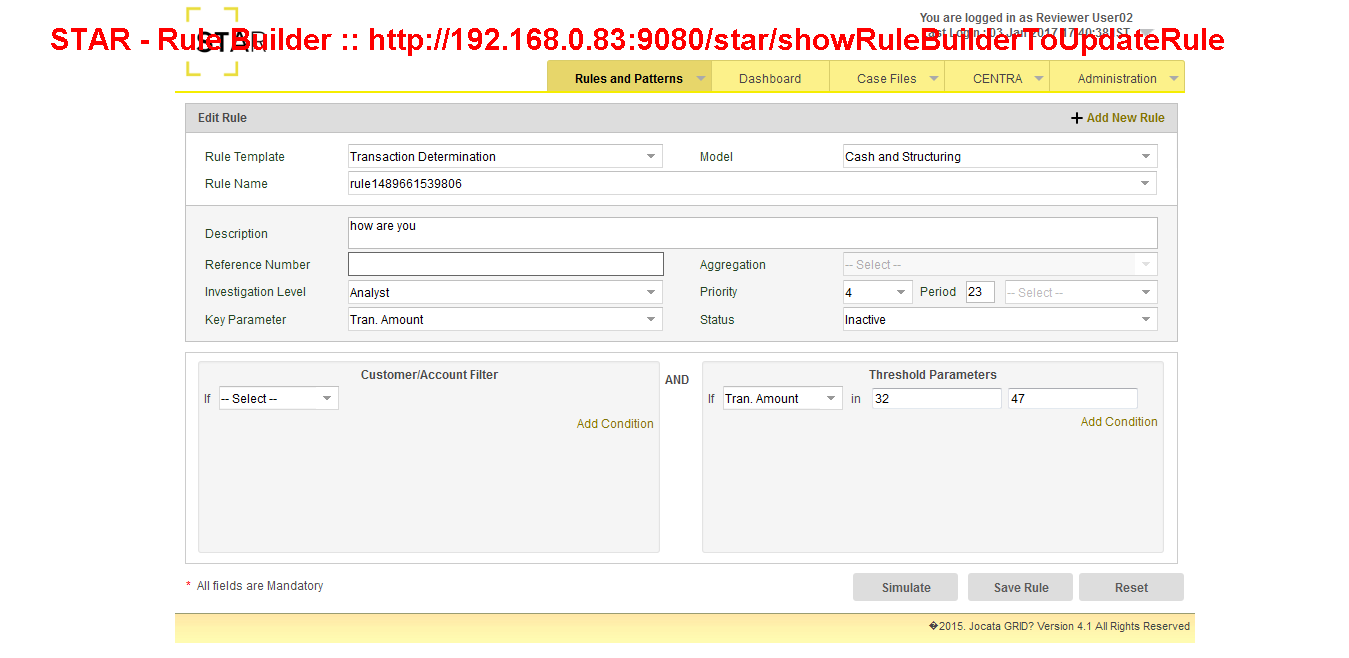 You are logged in as Reviewer User02
STAR - Rule Builder :: http://192.168.0.83:9080/star/showRuleBuilderToUpdateRule
STAR
Last Login : 03 Jan 2017 17:40:38 IST
Rules and Patterns Dashboard Case Files CENTRA Administration
Edit Rule + Add New Rule
Rule Template Transaction Determination Model Cash and Structuring
Rule Name rule1489661539806
Description how are you
Reference Number Aggregation -- Select --
Investigation Level Analyst Priority 4 Period 23 -- Select --
Key Parameter Tran. Amount Status Inactive
Customer/Account Filter AND Threshold Parameters
If -- Select -- If Tran. Amount in 32 47
Add Condition Add Condition
* All fields are Mandatory Simulate Save Rule Reset
�2015. Jocata GRID? Version 4.1 All Rights Reserved